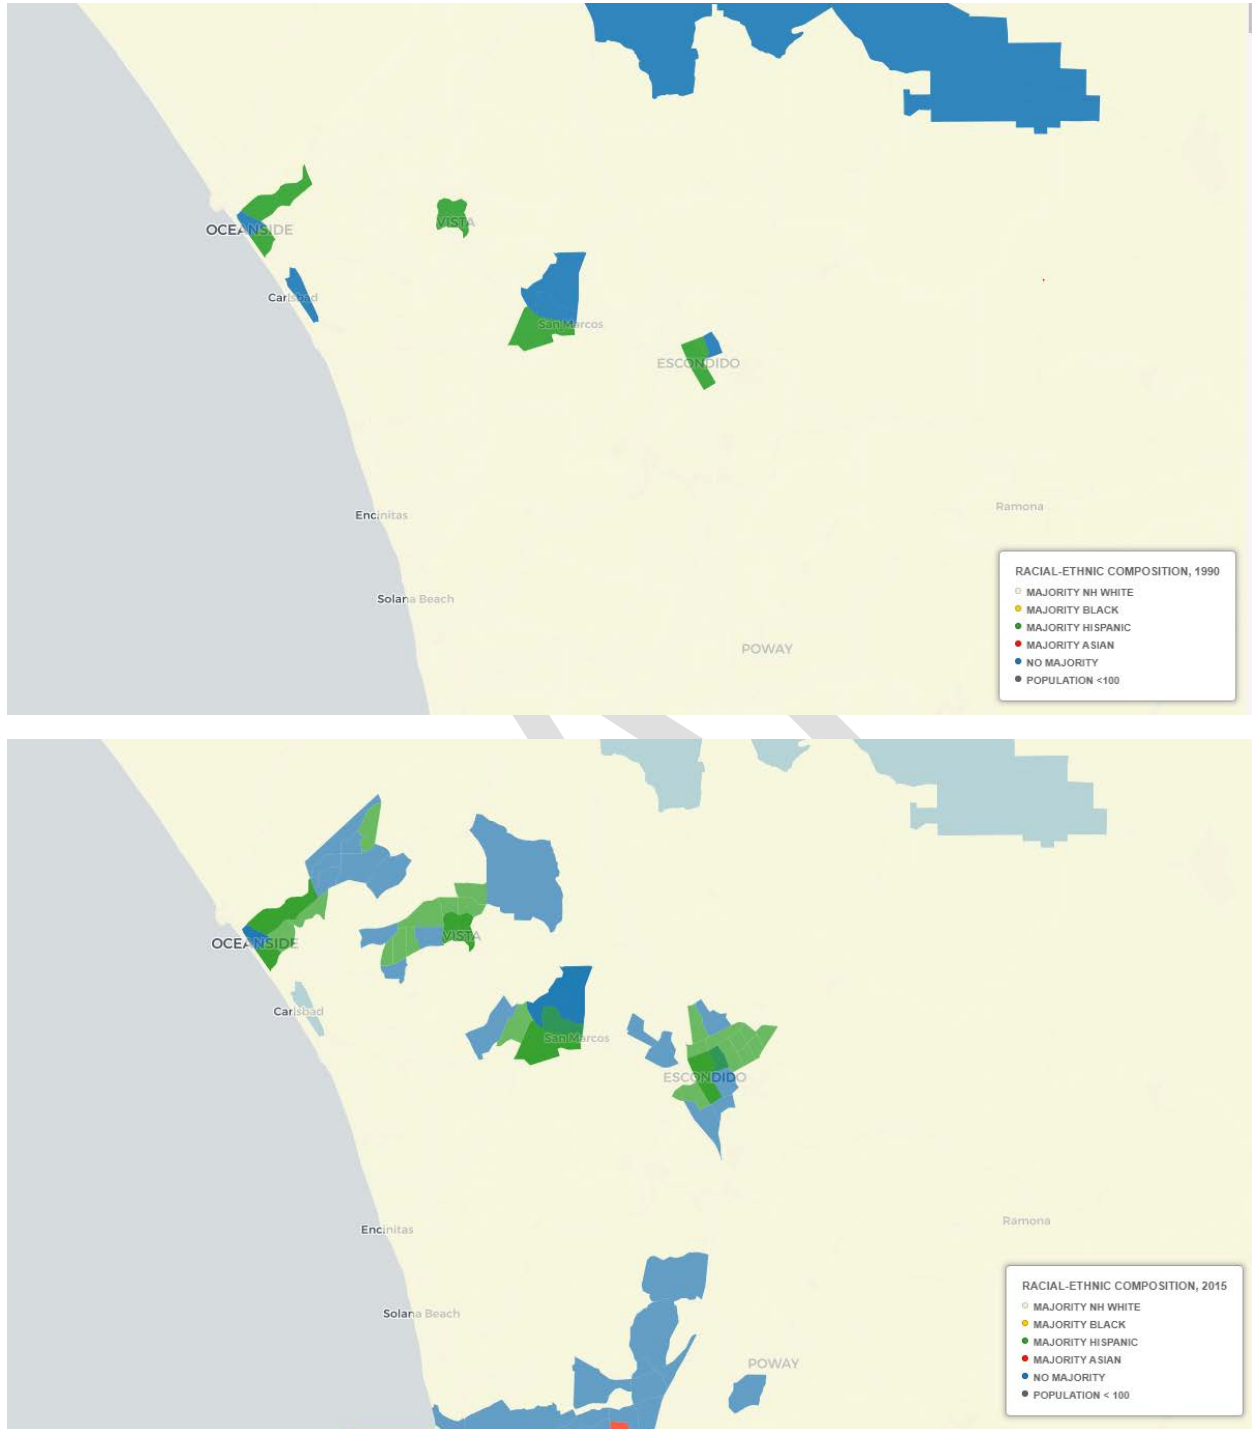 OCEANSIDE
VISTA
Carlsbad
San Marcos
ESCONDIDO
Encinitas
Ramona
Solana Beach
POWAY
RACIAL-ETHNIC COMPOSITION, 1990
MAJORITY NH WHITE
MAJORITY BLACK
MAJORITY HISPANIC
MAJORITY ASIAN
NO MAJORITY
POPULATION <100
OCEANSIDE
VISTA
Carlsbad
San Marcos
ESCONDIDO
Encinitas
Ramona
Solana Beach
POWAY
RACIAL-ETHNIC COMPOSITION, 2015
MAJORITY NH WHITE
MAJORITY BLACK
MAJORITY HISPANIC
MAJORITY ASIAN
NO MAJORITY
POPULATION < 100